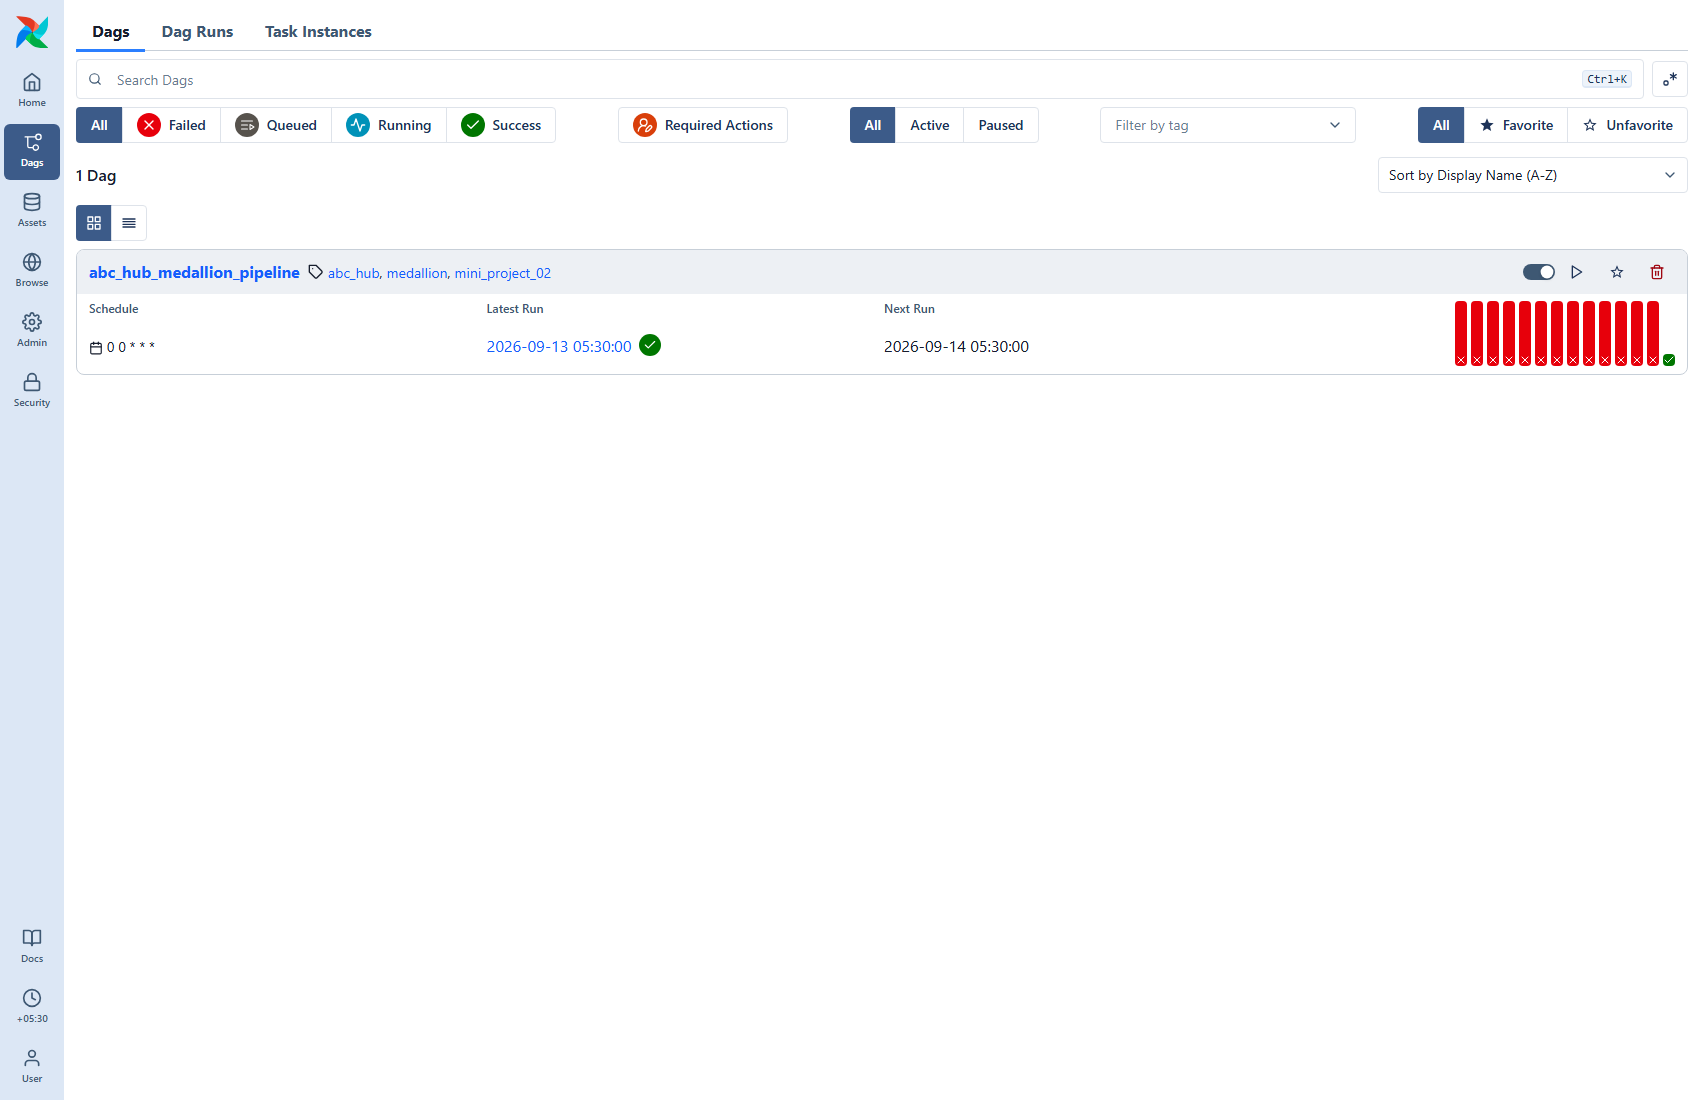 Dags Dag Runs Task Instances
Search Dags Ctrl+K
All Failed Queued Running Success Required Actions All Active Paused Filter by tag All Favorite Unfavorite
1 Dag Sort by Display Name (A-Z)
abc_hub_medallion_pipeline abc_hub, medallion, mini_project_02
Schedule Latest Run Next Run
0 0 * * * 2026-09-13 05:30:00 2026-09-14 05:30:00
Home
Dags
Assets
Browse
Admin
Security
Docs
+05:30
User